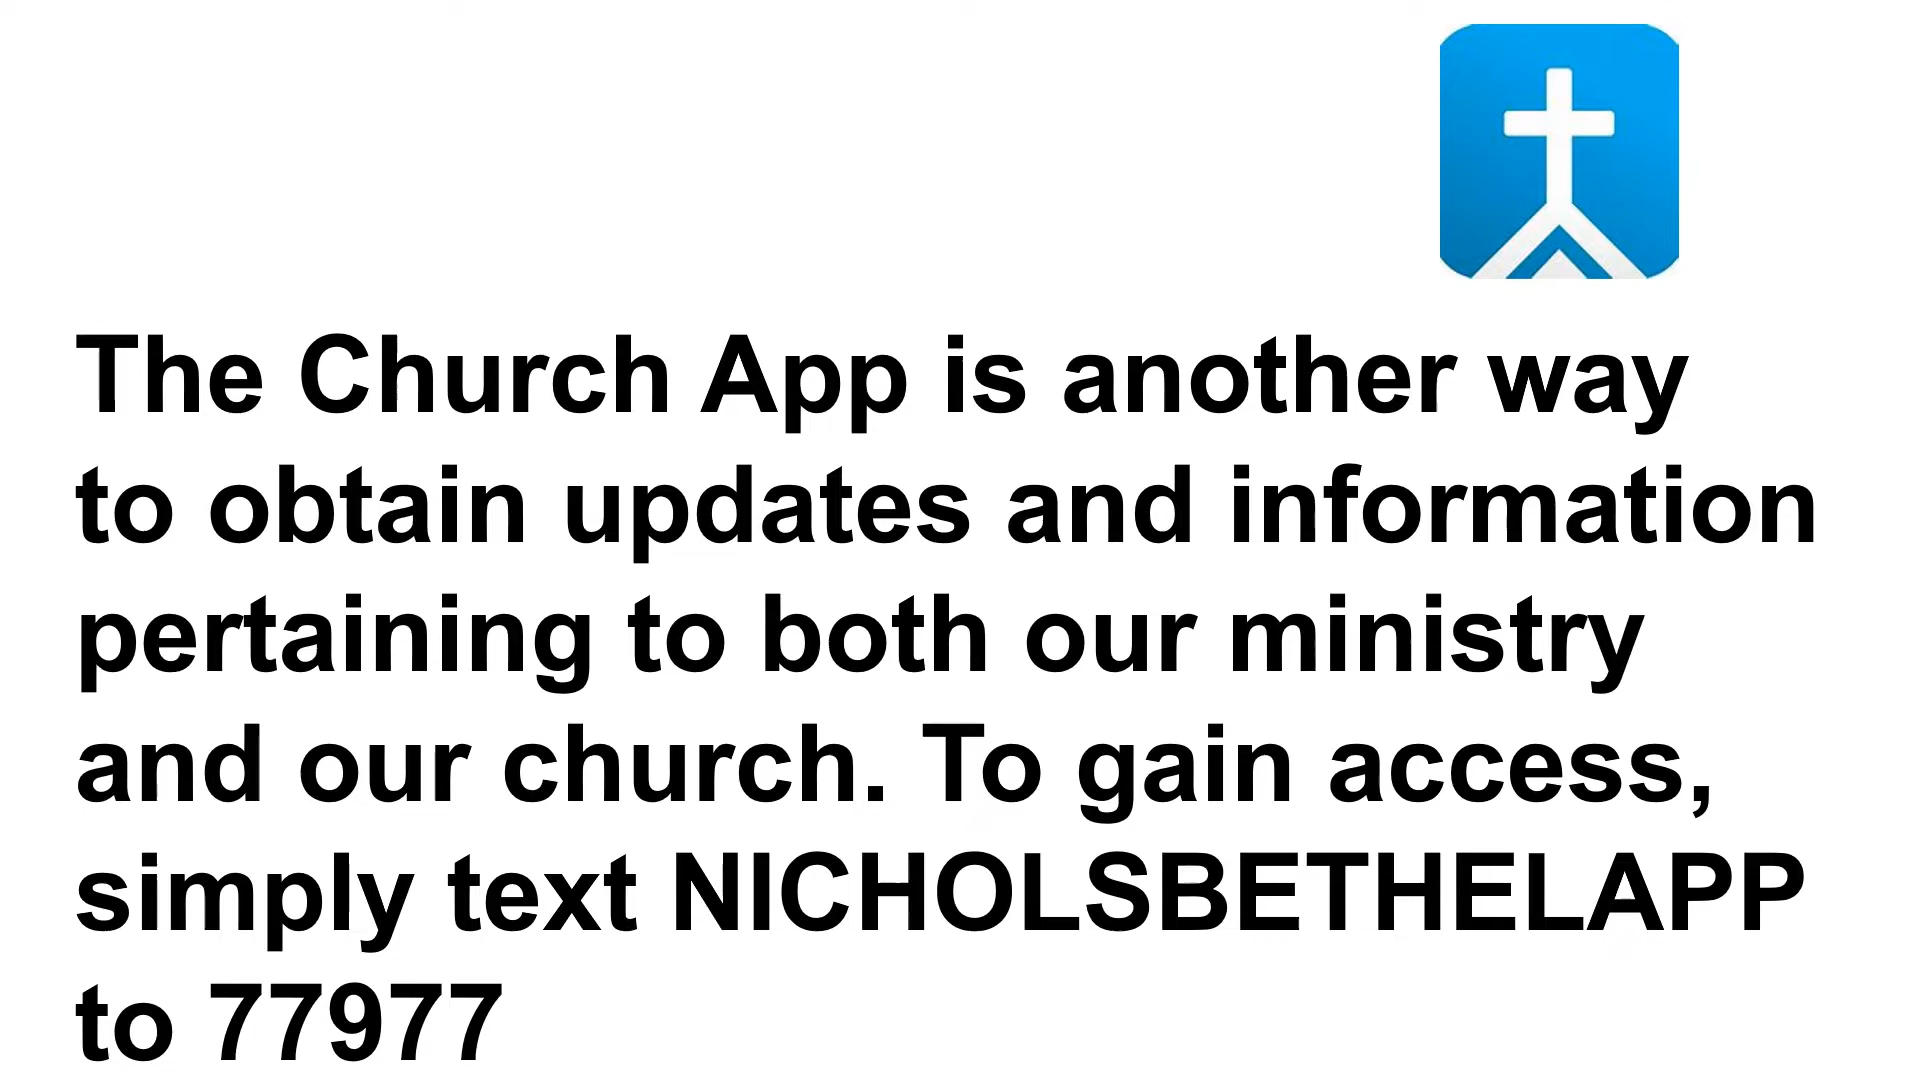 The Church App is another way
to obtain updates and information
pertaining to both our ministry
and our church. To gain access,
simply text NICHOLSBETHELAPP
to 77977